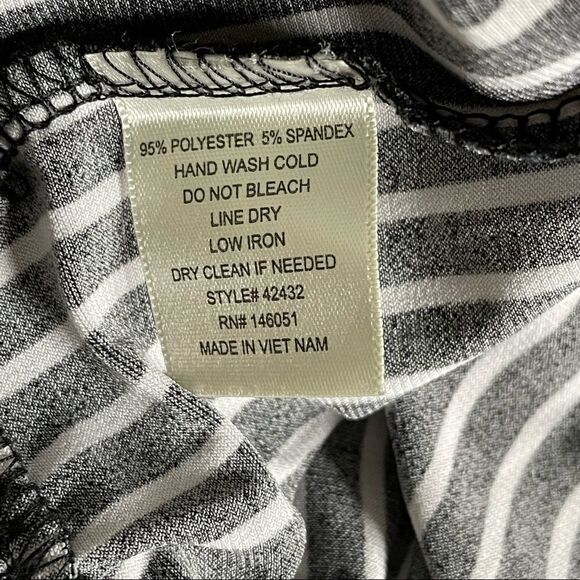 95% POLYESTER 5% SPANDEX
HAND WASH COLD
DO NOT BLEACH
LINE DRY
LOW IRON
DRY CLEAN IF NEEDED
STYLE# 42432
RN# 146051
MADE IN VIET NAM